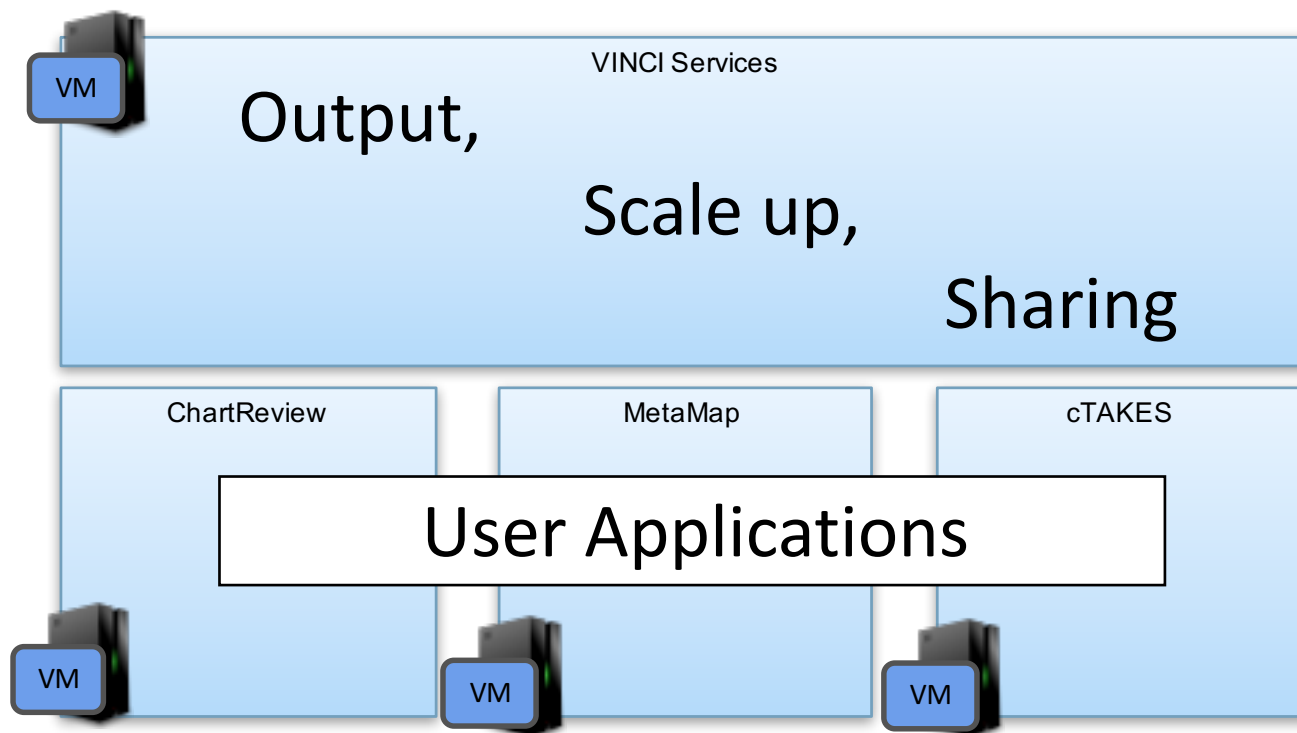 VINCI Services
VM
Output,
Scale up,
Sharing
ChartReview
MetaMap
cTAKES
User Applications
VM
VM
VM